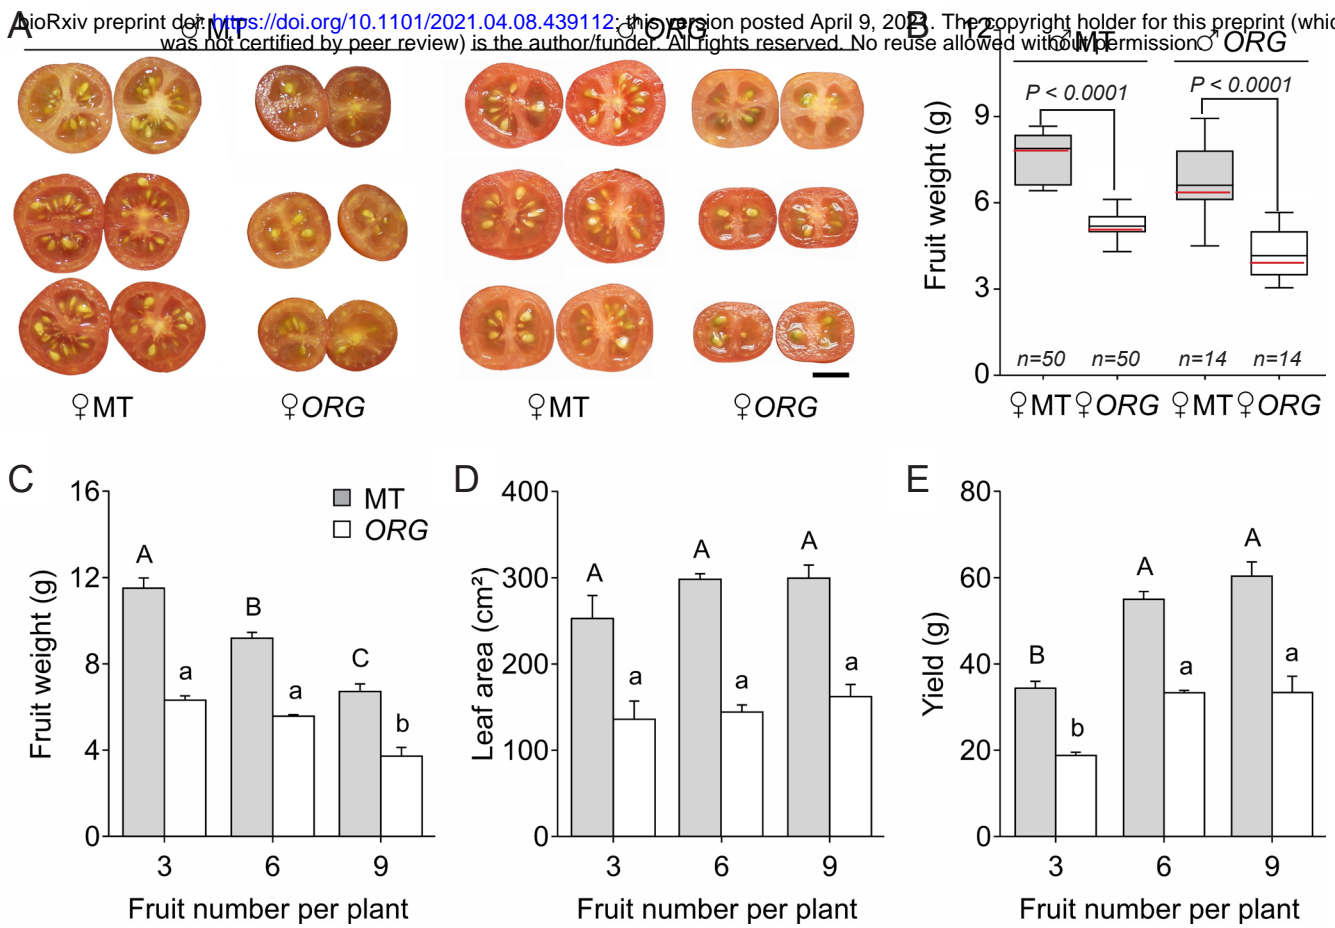 bioRxiv preprint doi: https://doi.org/10.1101/2021.04.08.439112; this version posted April 9, 2021. The copyright holder for this preprint (whic
was not certified by peer review) is the author/funder. All rights reserved. No reuse allowed without permission.
A
♂MT
♂ORG
♀MT
♀ORG
♀MT
♀ORG
B
♂MT
♂ORG
P < 0.0001
P < 0.0001
Fruit weight (g)
12
9
6
3
0
n=50
n=50
n=14
n=14
♀MT ♀ORG ♀MT ♀ORG
C
MT
ORG
Fruit weight (g)
16
12
8
4
0
A
a
B
a
C
b
3 6 9
Fruit number per plant
D
Leaf area (cm²)
400
300
200
100
0
A
a
A
a
A
a
3 6 9
Fruit number per plant
E
Yield (g)
80
60
40
20
0
B
b
A
a
A
a
3 6 9
Fruit number per plant